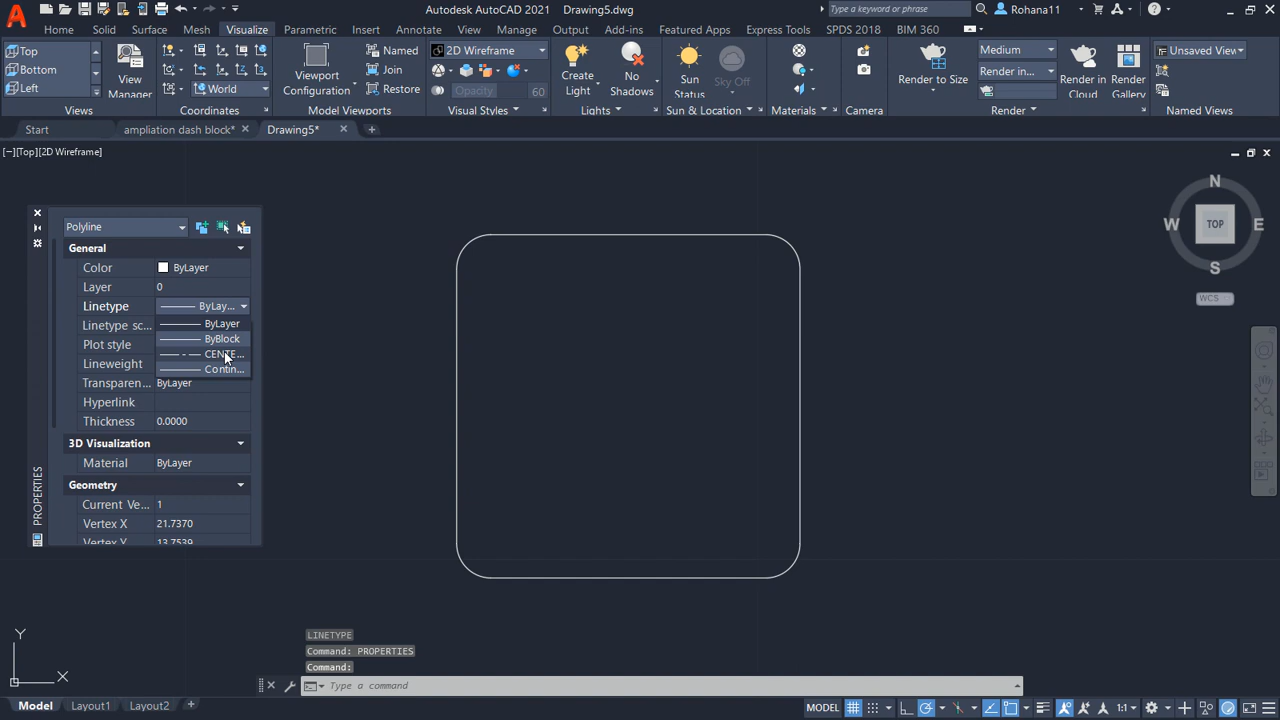 Autodesk AutoCAD 2021 Drawing5.dwg
Type a keyword or phrase
Rohana11
Home Solid Surface Mesh Visualize Parametric Insert Annotate View Manage Output Add-ins Featured Apps Express Tools SPDS 2018 BIM 360
Top
Bottom
Left
View
Manager
Views
World
Coordinates
Viewport
Configuration
Named
Join
Restore
Model Viewports
2D Wireframe
Opacity 60
Visual Styles
Create
Light
No
Shadows
Lights
Sun
Status
Sky Off
Sun & Location
Materials
Camera
Render to Size
Medium
Render in...
Render in
Cloud
Render
Gallery
Render
Unsaved View
Named Views
Start
ampliation dash block*
Drawing5*
[−][Top][2D Wireframe]
N
W TOP E
S
WCS
Polyline
General
Color ByLayer
Layer 0
Linetype ByLay...
Linetype sc...
Plot style
Lineweight
ByLayer
ByBlock
CENTE...
Contin...
Transparen... ByLayer
Hyperlink
Thickness 0.0000
3D Visualization
Material ByLayer
Geometry
Current Ve... 1
Vertex X 21.7370
Vertex Y 13.7539
PROPERTIES
Y
X
LINETYPE
Command: PROPERTIES
Command:
Type a command
Model Layout1 Layout2
MODEL
1:1